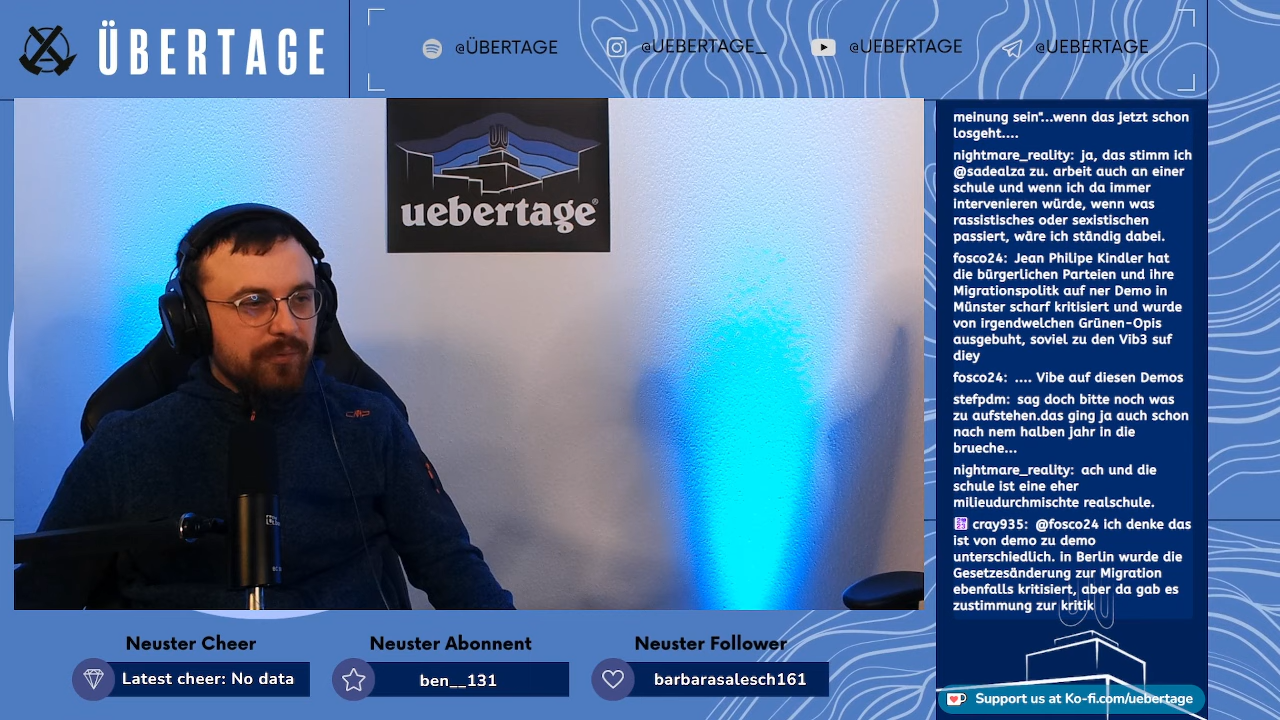 ÜBERTAGE
@ÜBERTAGE
@UEBERTAGE_
@UEBERTAGE
@UEBERTAGE
uebertage®
meinung sein"...wenn das jetzt schon
losgeht....
nightmare_reality: ja, das stimm ich
@sadealza zu. arbeit auch an einer
schule und wenn ich da immer
intervenieren würde, wenn was
rassistisches oder sexistischen
passiert, wäre ich ständig dabei.
fosco24: Jean Philipe Kindler hat
die bürgerlichen Parteien und ihre
Migrationspolitk auf ner Demo in
Münster scharf kritisiert und wurde
von irgendwelchen Grünen-Opis
ausgebuht, soviel zu den Vib3 suf
diey
fosco24: .... Vibe auf diesen Demos
stefpdm: sag doch bitte noch was
zu aufstehen.das ging ja auch schon
nach nem halben jahr in die
brueche...
nightmare_reality: ach und die
schule ist eine eher
milieudurchmischte realschule.
cray935: @fosco24 ich denke das
ist von demo zu demo
unterschiedlich. in Berlin wurde die
Gesetzesänderung zur Migration
ebenfalls kritisiert, aber da gab es
zustimmung zur kritik
Neuster Cheer
Latest cheer: No data
Neuster Abonnent
ben__131
Neuster Follower
barbarasalesch161
Support us at Ko-fi.com/uebertage